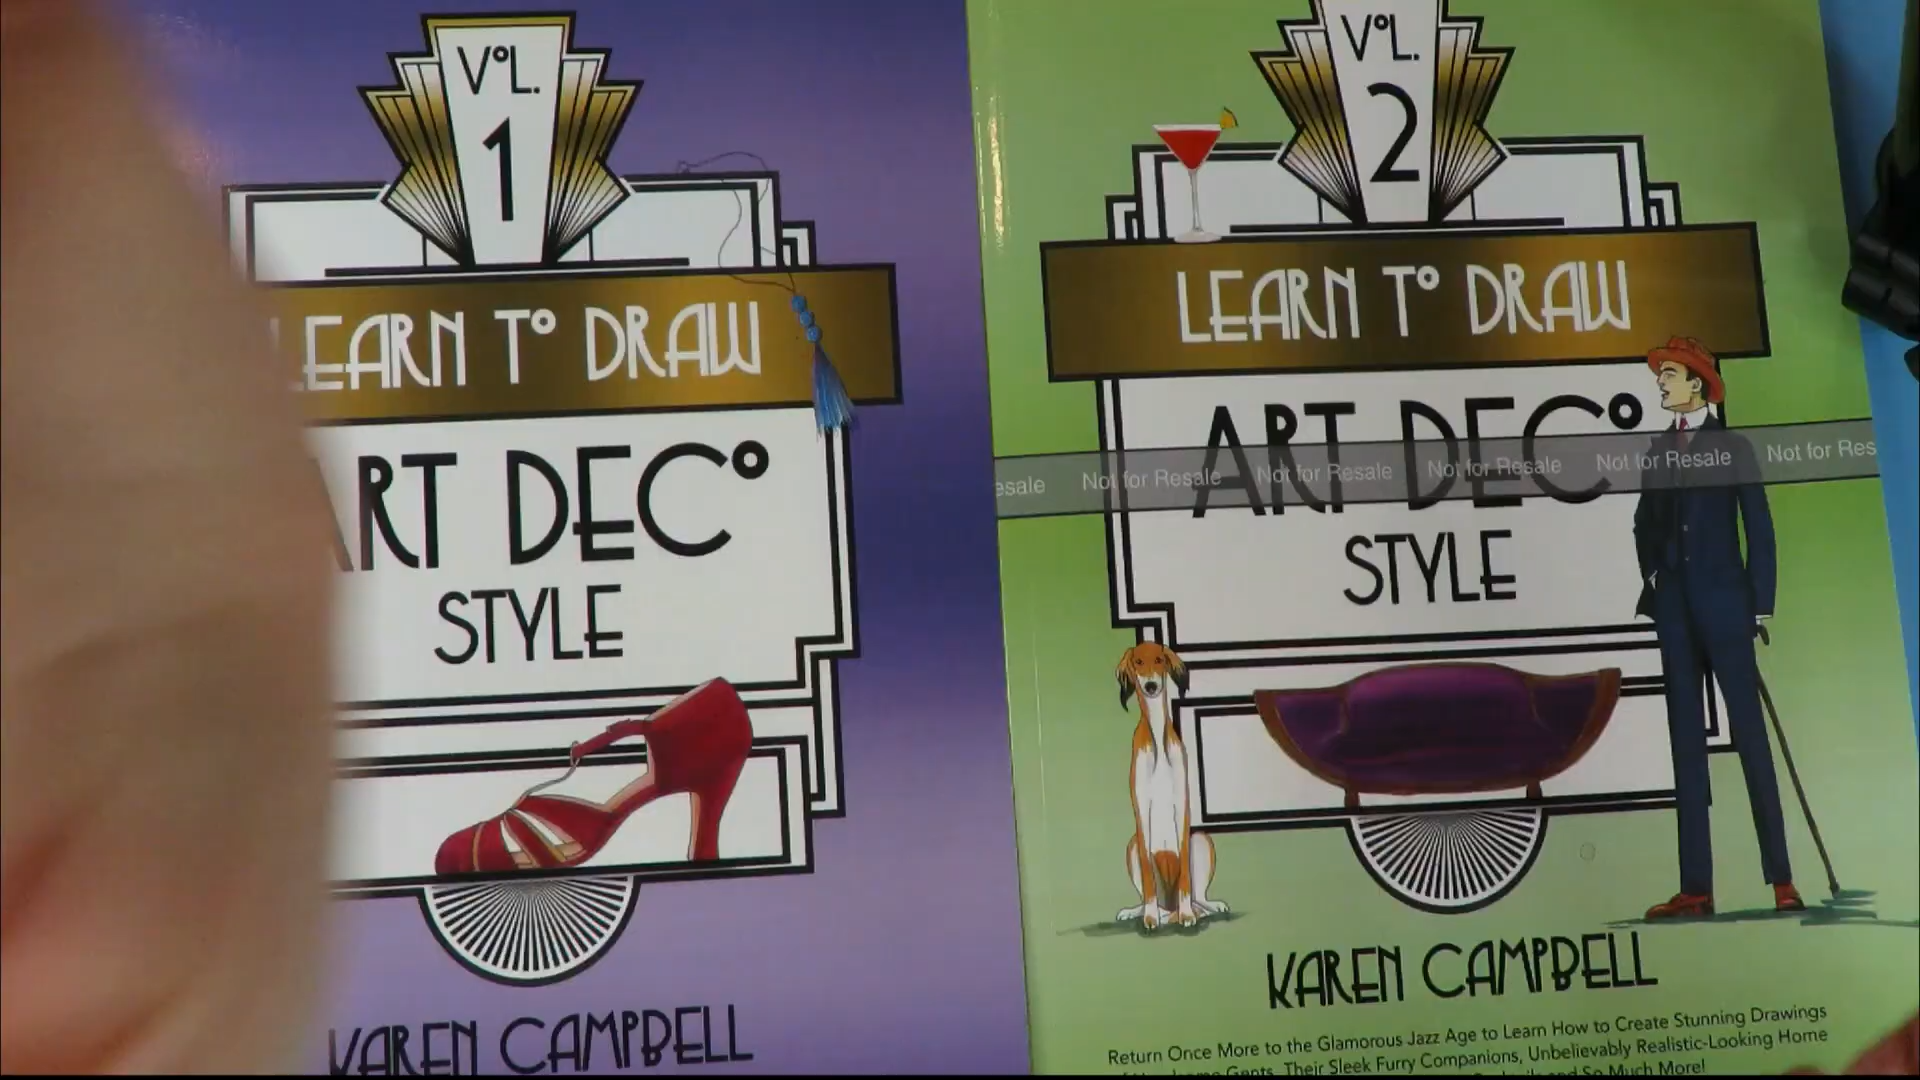 VOL.
1
LEARN TO DRAW
ART DECO
STYLE
KAREN CAMPBELL
VOL.
2
LEARN TO DRAW
ART DECO
Not for Resale Not for Resale Not for Resale Not for Resale Not for Res
STYLE
KAREN CAMPBELL
Return Once More to the Glamorous Jazz Age to Learn How to Create Stunning Drawings
Gents, Their Sleek Furry Companions, Unbelievably Realistic-Looking Home
and So Much More!